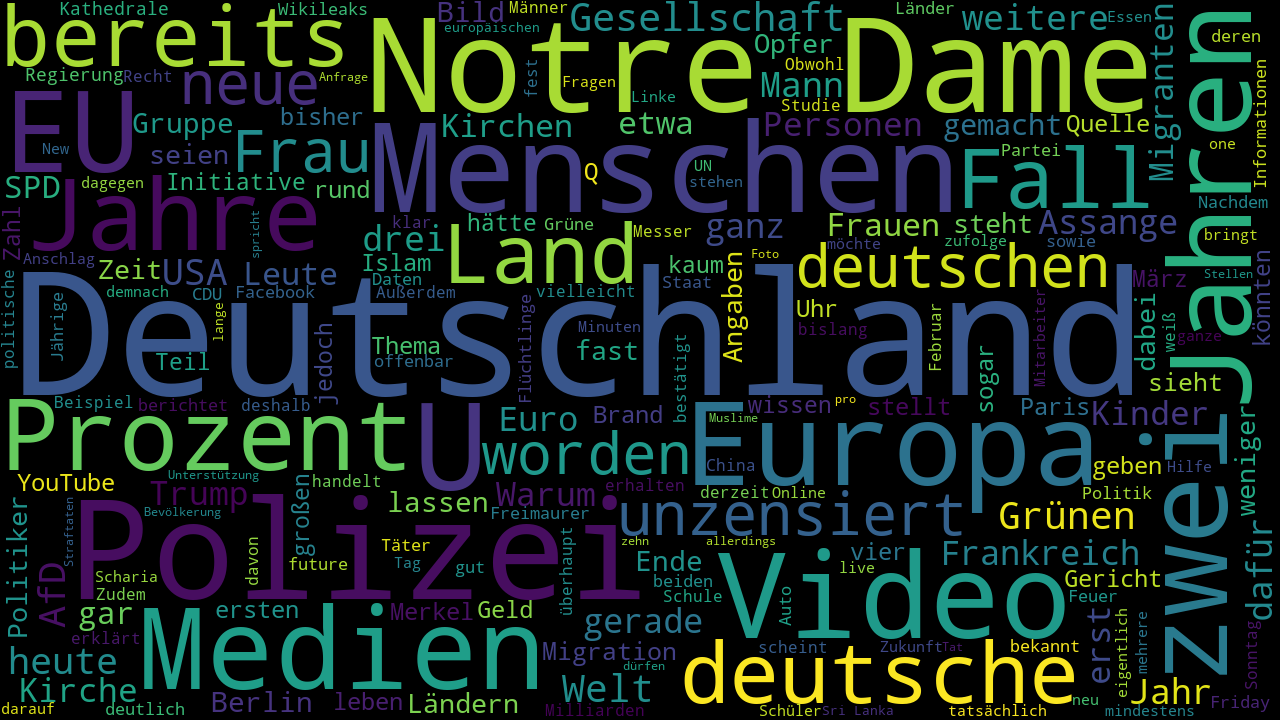 Kathedrale
Wikileaks
bereits
Notre
Dame
Bild
Männer
europäischen
Gesellschaft
weitere
Länder
Essen
deren
Migranten
Jahren
Informationen
Regierung
Recht
neue
Anfrage
fest
Fragen
Opfer
Obwohl
Mann
Linke
Studie
EU
Gruppe
bisher
Kirchen
etwa
Personen
gemacht
Quelle
one
New
seien
Frau
Menschen
Q
UN
stehen
Fall
Partei
SPD
dagegen
Initiative
rund
Nachdem
Zahl
Jahre
spricht
klar
hätte
Grüne
Messer
ganz
Frauen
steht
Assange
bringt
drei
Land
möchte
zufolge
sowie
Anschlag
Zeit
USA
Leute
Islam
Daten
kaum
Staat
Foto
deutschen
März
Stellen
könnten
politische
demnach
CDU
Facebook
Außerdem
vielleicht
Angaben
Uhr
Jährige
lange
Deutschland
Flüchtlinge
Minuten
bislang
Februar
Mitarbeiter
dabei
weiß
ganze
Teil
jedoch
Thema
offenbar
fast
bestätigt
sogar
sieht
Beispiel
berichtet
deshalb
Euro
Brand
wissen
pro
stellt
Paris
Kinder
weniger
Prozent
U
worden
Muslime
Europa
China
geben
Hilfe
zwei
YouTube
Unterstützung
handelt
Trump
großen
lassen
Warum
erhalten
derzeit
Online
Politik
Bevölkerung
Freimaurer
unzensiert
Grünen
Politiker
Straftaten
Polizei
davon
Täter
zehn
allerdings
Frankreich
dafür
AfD
Scharia
Zudem
future
Tag
gut
überhaupt
Ende
beiden
Schule
Video
vier
live
Auto
Gericht
Feuer
gar
ersten
Merkel
Geld
gerade
erst
eigentlich
mehrere
Sonntag
erklärt
Medien
Migration
dürfen
scheint
Zukunft
Tat
bekannt
heute
Kirche
Welt
deutsche
Jahr
neu
darauf
deutlich
Berlin
leben
Ländern
Milliarden
Schüler
Sri Lanka
tatsächlich
mindestens
Friday